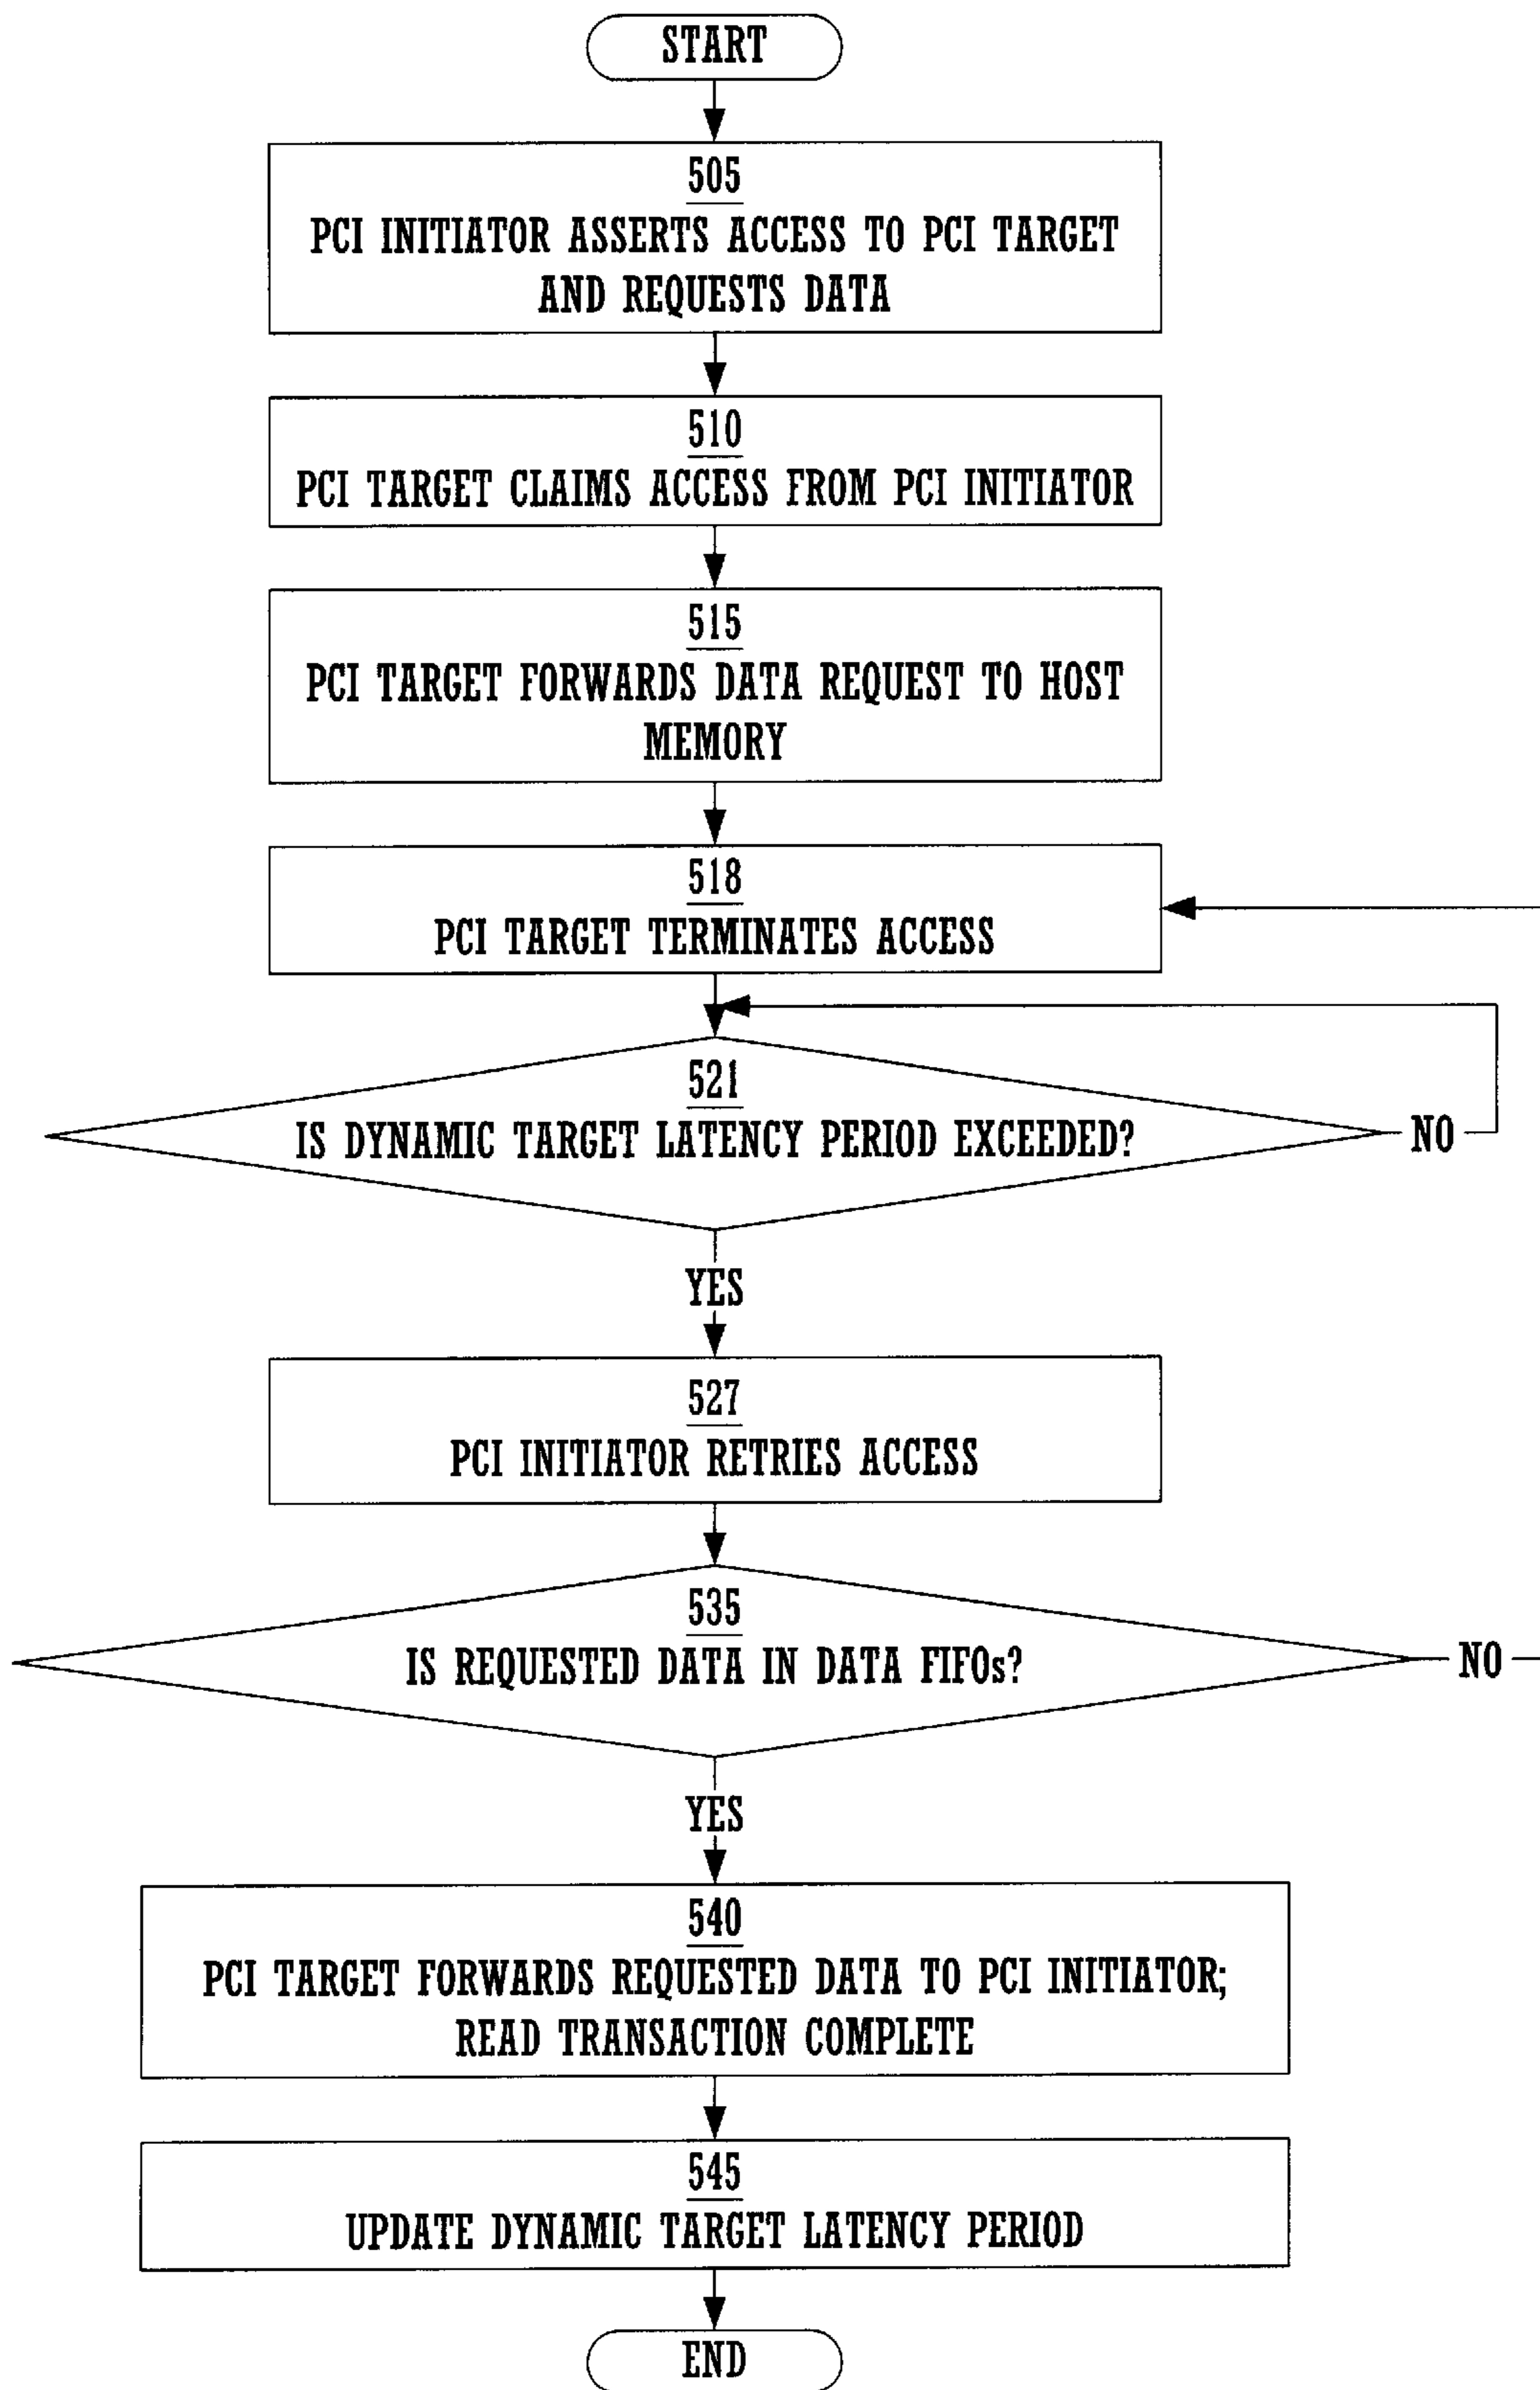 START
505
PCI INITIATOR ASSERTS ACCESS TO PCI TARGET
AND REQUESTS DATA
510
PCI TARGET CLAIMS ACCESS FROM PCI INITIATOR
515
PCI TARGET FORWARDS DATA REQUEST TO HOST
MEMORY
518
PCI TARGET TERMINATES ACCESS
521
IS DYNAMIC TARGET LATENCY PERIOD EXCEEDED?
NO
YES
527
PCI INITIATOR RETRIES ACCESS
535
IS REQUESTED DATA IN DATA FIFOs?
NO
YES
540
PCI TARGET FORWARDS REQUESTED DATA TO PCI INITIATOR;
READ TRANSACTION COMPLETE
545
UPDATE DYNAMIC TARGET LATENCY PERIOD
END